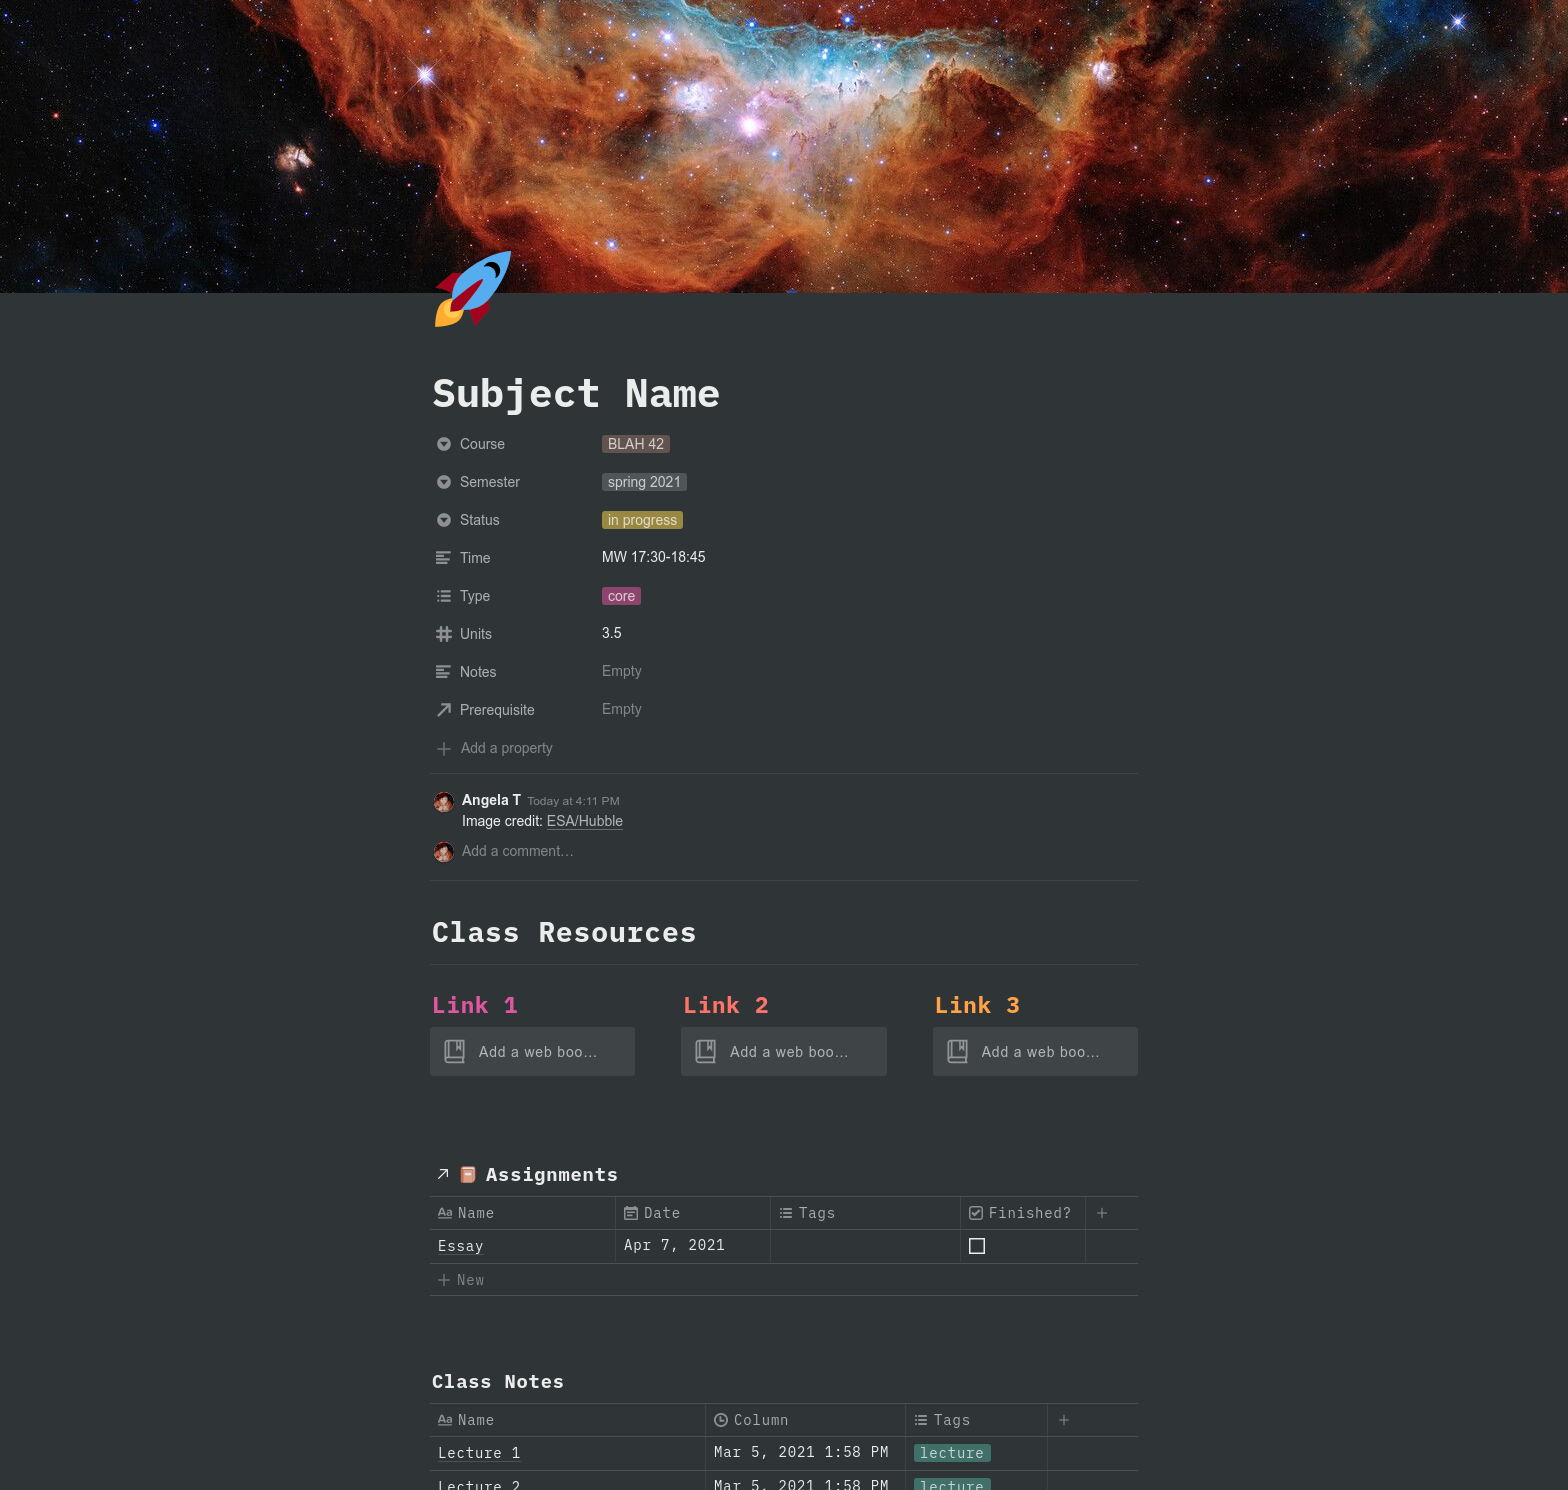 Subject Name
Course BLAH 42
Semester spring 2021
Status in progress
Time MW 17:30-18:45
Type core
Units 3.5
Notes Empty
Prerequisite Empty
Add a property
Angela T Today at 4:11 PM
Image credit: ESA/Hubble
Add a comment...
Class Resources
Link 1 Link 2 Link 3
Add a web boo... Add a web boo... Add a web boo...
Assignments
Aa Name Date Tags Finished? +
Essay Apr 7, 2021
+ New
Class Notes
Aa Name Column Tags +
Lecture 1 Mar 5, 2021 1:58 PM lecture
Lecture 2 Mar 5, 2021 1:58 PM lecture